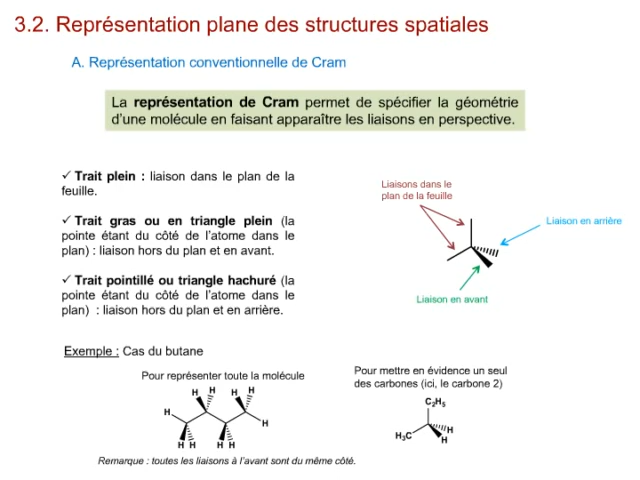 3.2. Représentation plane des structures spatiales
A. Représentation conventionnelle de Cram
La représentation de Cram permet de spécifier la géométrie
d'une molécule en faisant apparaître les liaisons en perspective.
✓ Trait plein : liaison dans le plan de la
feuille.
✓ Trait gras ou en triangle plein (la
pointe étant du côté de l'atome dans le
plan) : liaison hors du plan et en avant.
✓ Trait pointillé ou triangle hachuré (la
pointe étant du côté de l'atome dans le
plan) : liaison hors du plan et en arrière.
Liaisons dans le
plan de la feuille
Liaison en arrière
Liaison en avant
Exemple : Cas du butane
Pour représenter toute la molécule
H H H H
H
H
H H H H
Remarque : toutes les liaisons à l'avant sont du même côté.
Pour mettre en évidence un seul
des carbones (ici, le carbone 2)
C₂H₅
H
H₃C
H